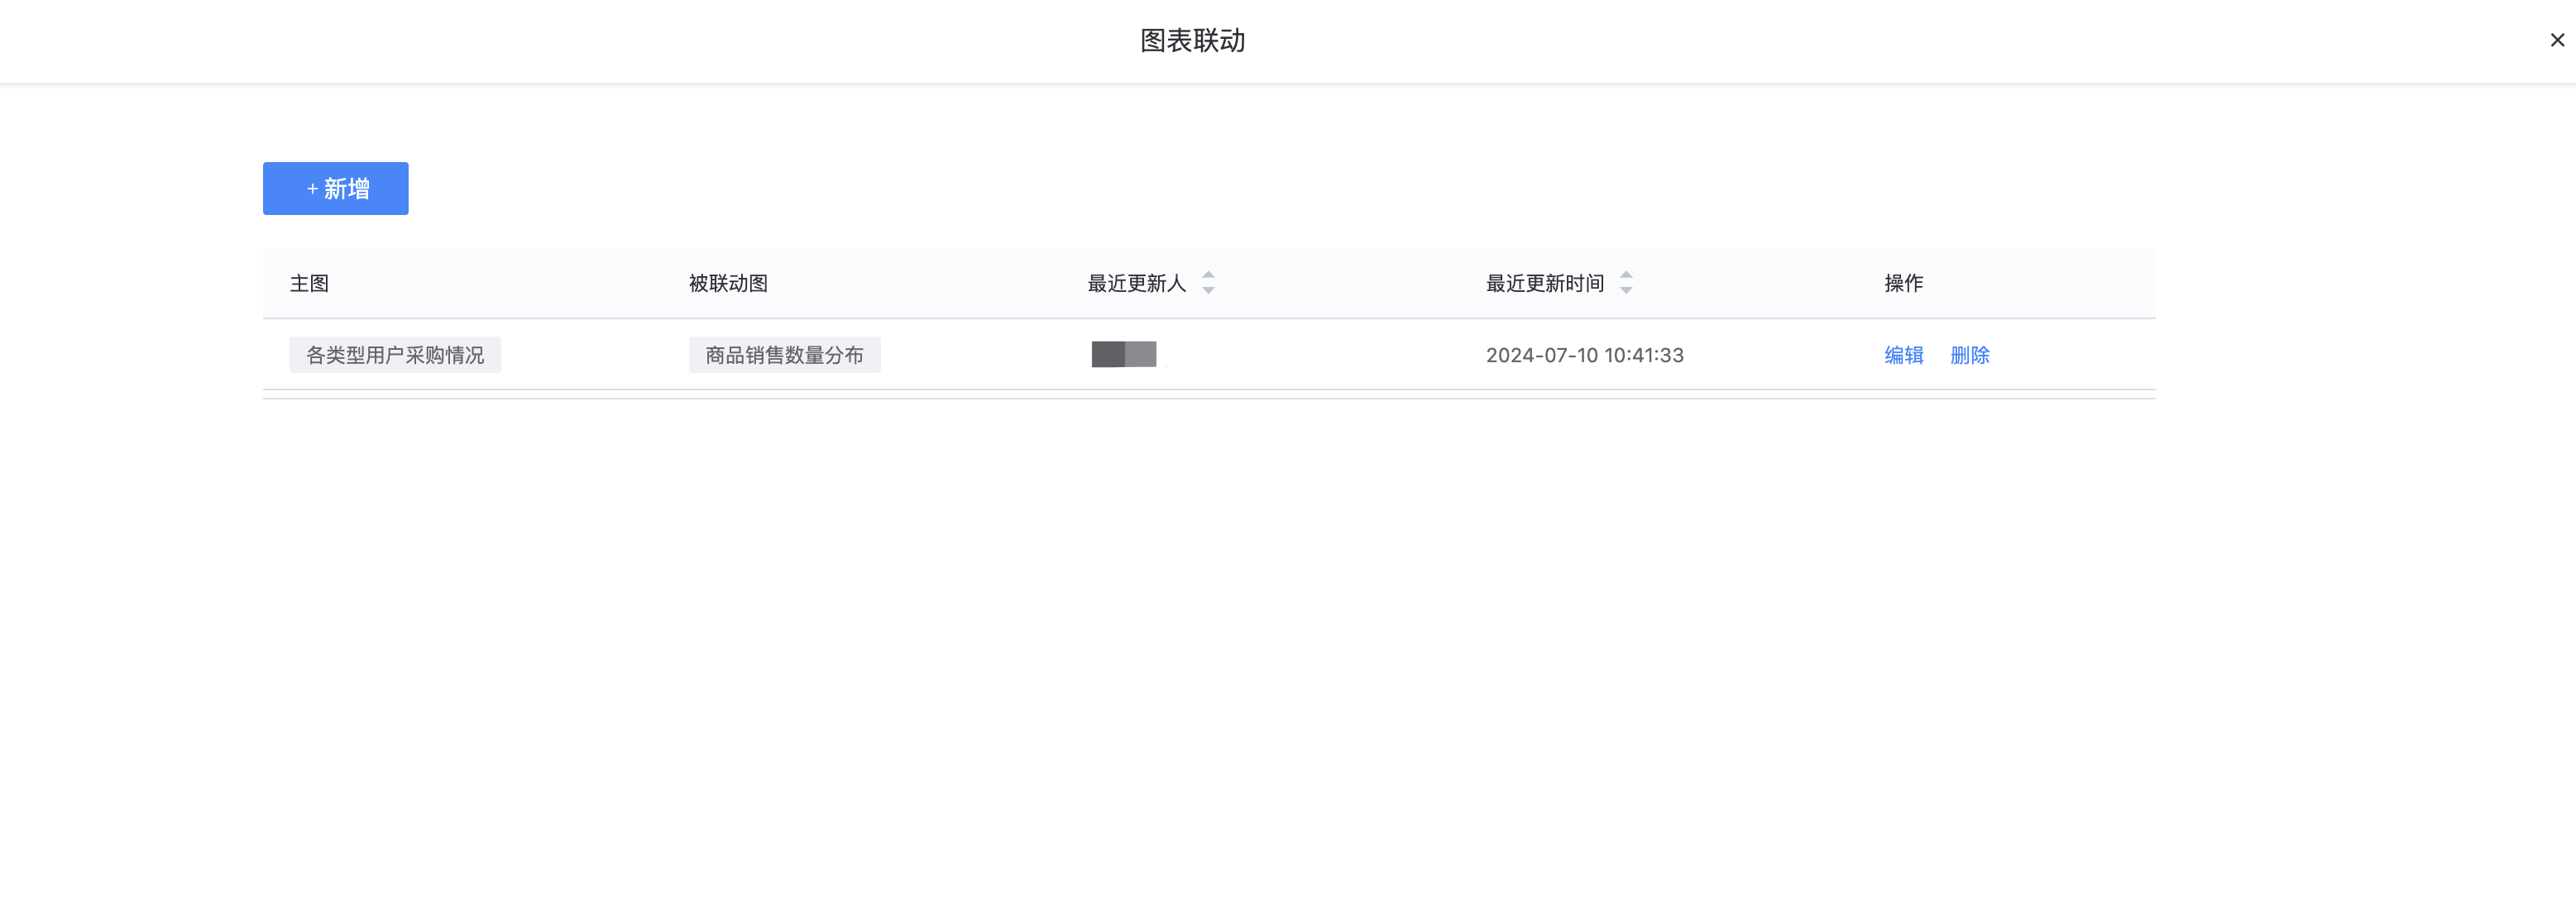 图表联动
+ 新增
主图 被联动图 最近更新人 最近更新时间 操作
各类型用户采购情况 商品销售数量分布 2024-07-10 10:41:33 编辑 删除